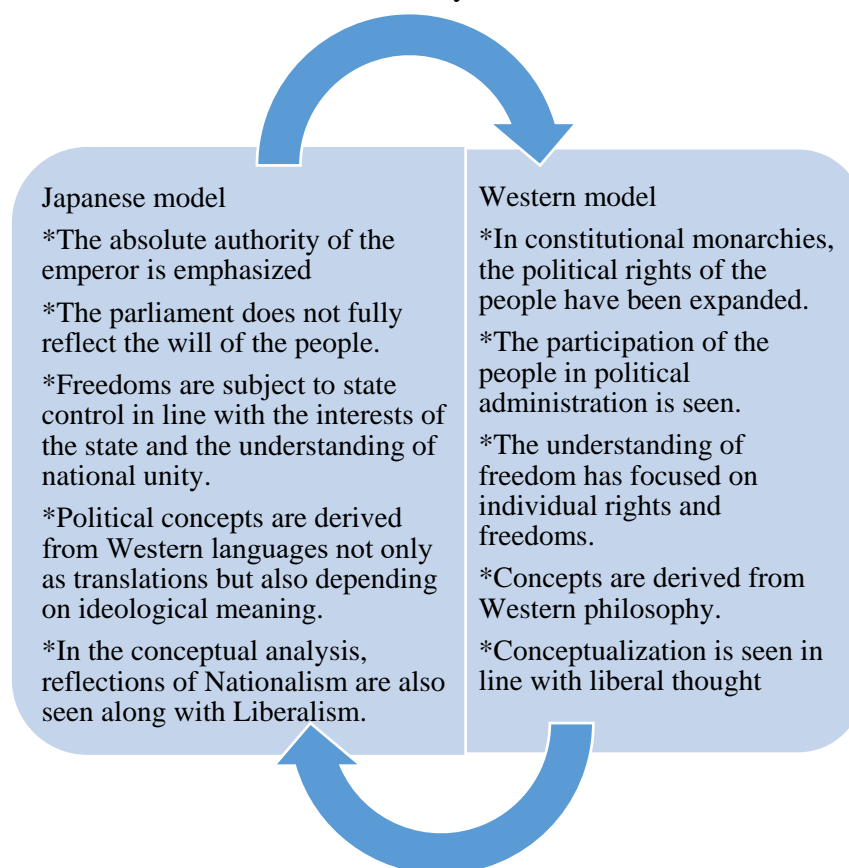 Japanese model
*The absolute authority of the
emperor is emphasized
*The parliament does not fully
reflect the will of the people.
*Freedoms are subject to state
control in line with the interests of
the state and the understanding of
national unity.
*Political concepts are derived
from Western languages not only
as translations but also depending
on ideological meaning.
*In the conceptual analysis,
reflections of Nationalism are also
seen along with Liberalism.
Western model
*In constitutional monarchies,
the political rights of the
people have been expanded.
*The participation of the
people in political
administration is seen.
*The understanding of
freedom has focused on
individual rights and
freedoms.
*Concepts are derived from
Western philosophy.
*Conceptualization is seen in
line with liberal thought